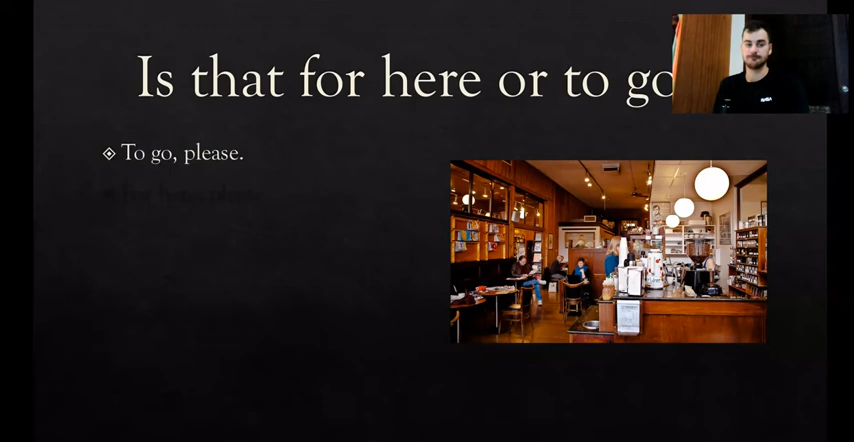 Is that for here or to go
To go, please.